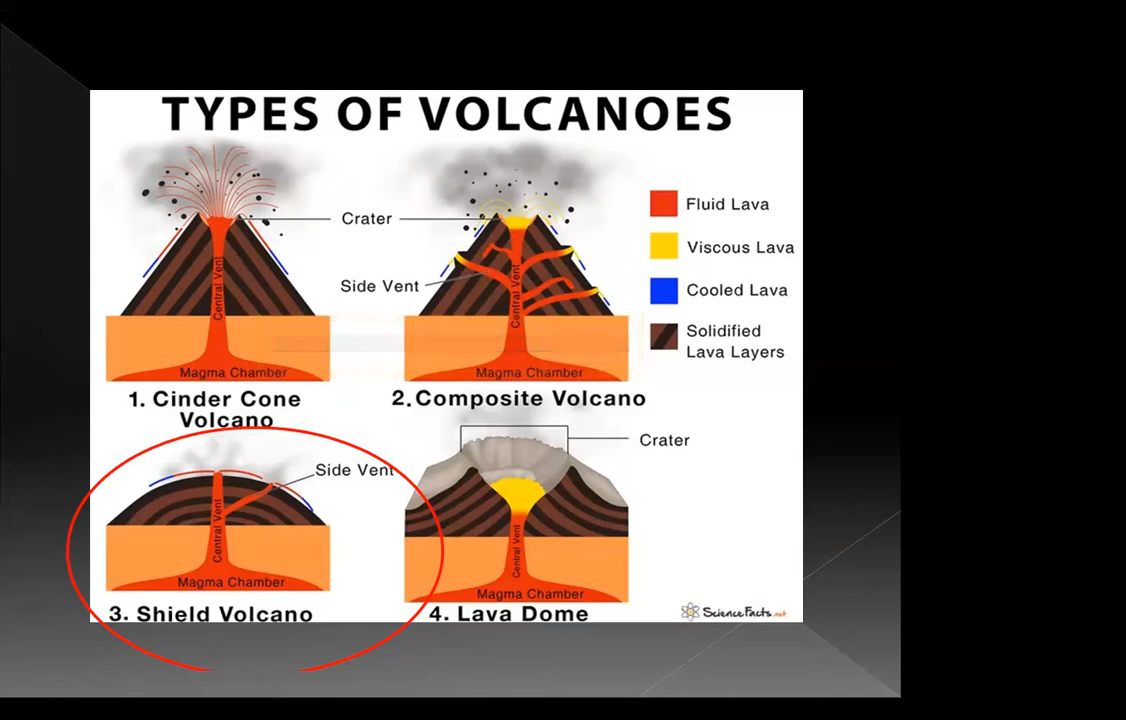 TYPES OF VOLCANOES
Crater
Side Vent
Central Vent
Magma Chamber
1. Cinder Cone
Volcano
Central Vent
Magma Chamber
2. Composite Volcano
Fluid Lava
Viscous Lava
Cooled Lava
Solidified
Lava Layers
Side Vent
Central Vent
Magma Chamber
3. Shield Volcano
Crater
Central Vent
Magma Chamber
4. Lava Dome
ScienceFacts.net